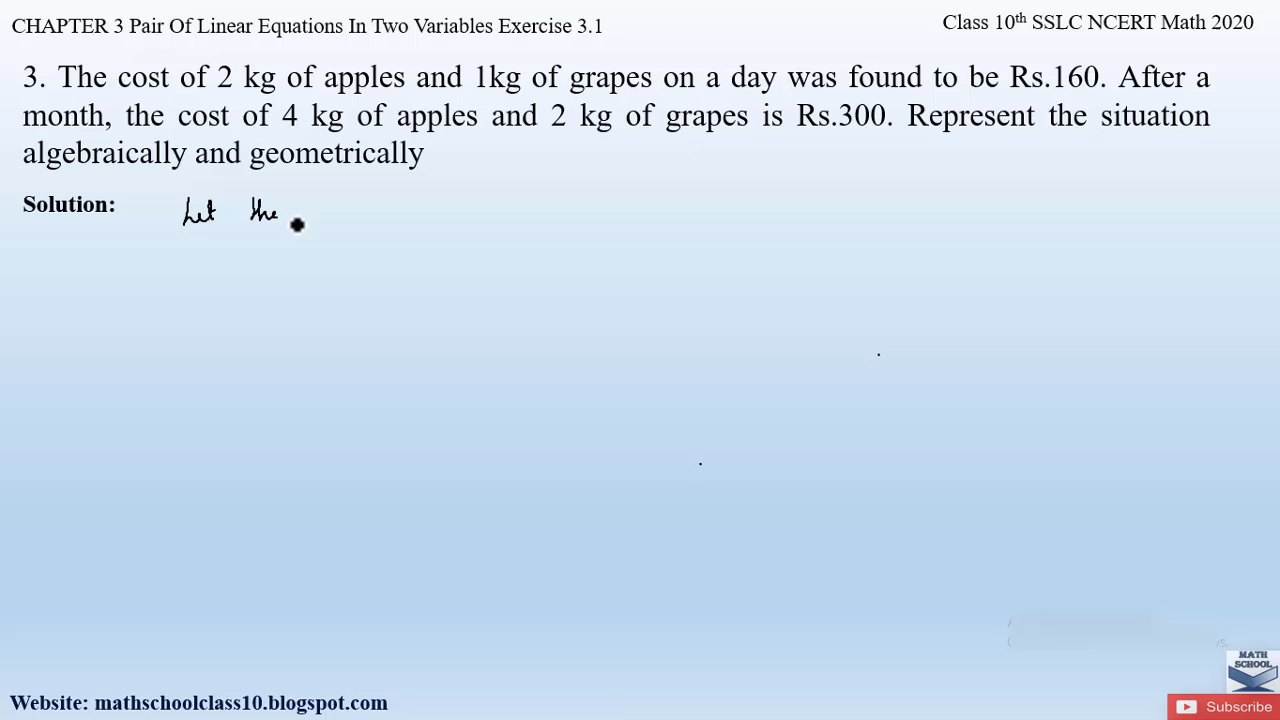 CHAPTER 3 Pair Of Linear Equations In Two Variables Exercise 3.1
Class 10th SSLC NCERT Math 2020
3. The cost of 2 kg of apples and 1kg of grapes on a day was found to be Rs.160. After a
month, the cost of 4 kg of apples and 2 kg of grapes is Rs.300. Represent the situation
algebraically and geometrically
Solution: Let the
MATH
SCHOOL
Website: mathschoolclass10.blogspot.com
Subscribe